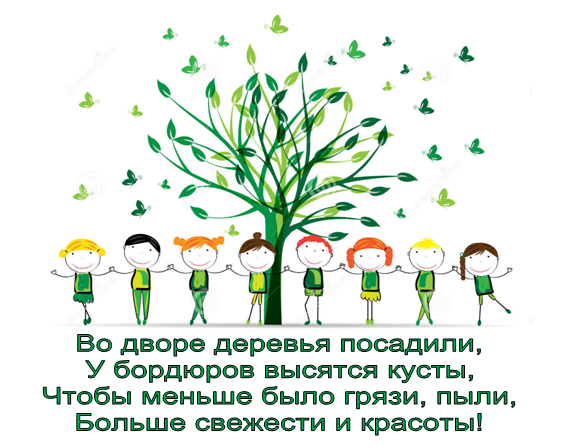 Во дворе деревья посадили,
У бордюров высятся кусты,
Чтобы меньше было грязи, пыли,
Больше свежести и красоты!